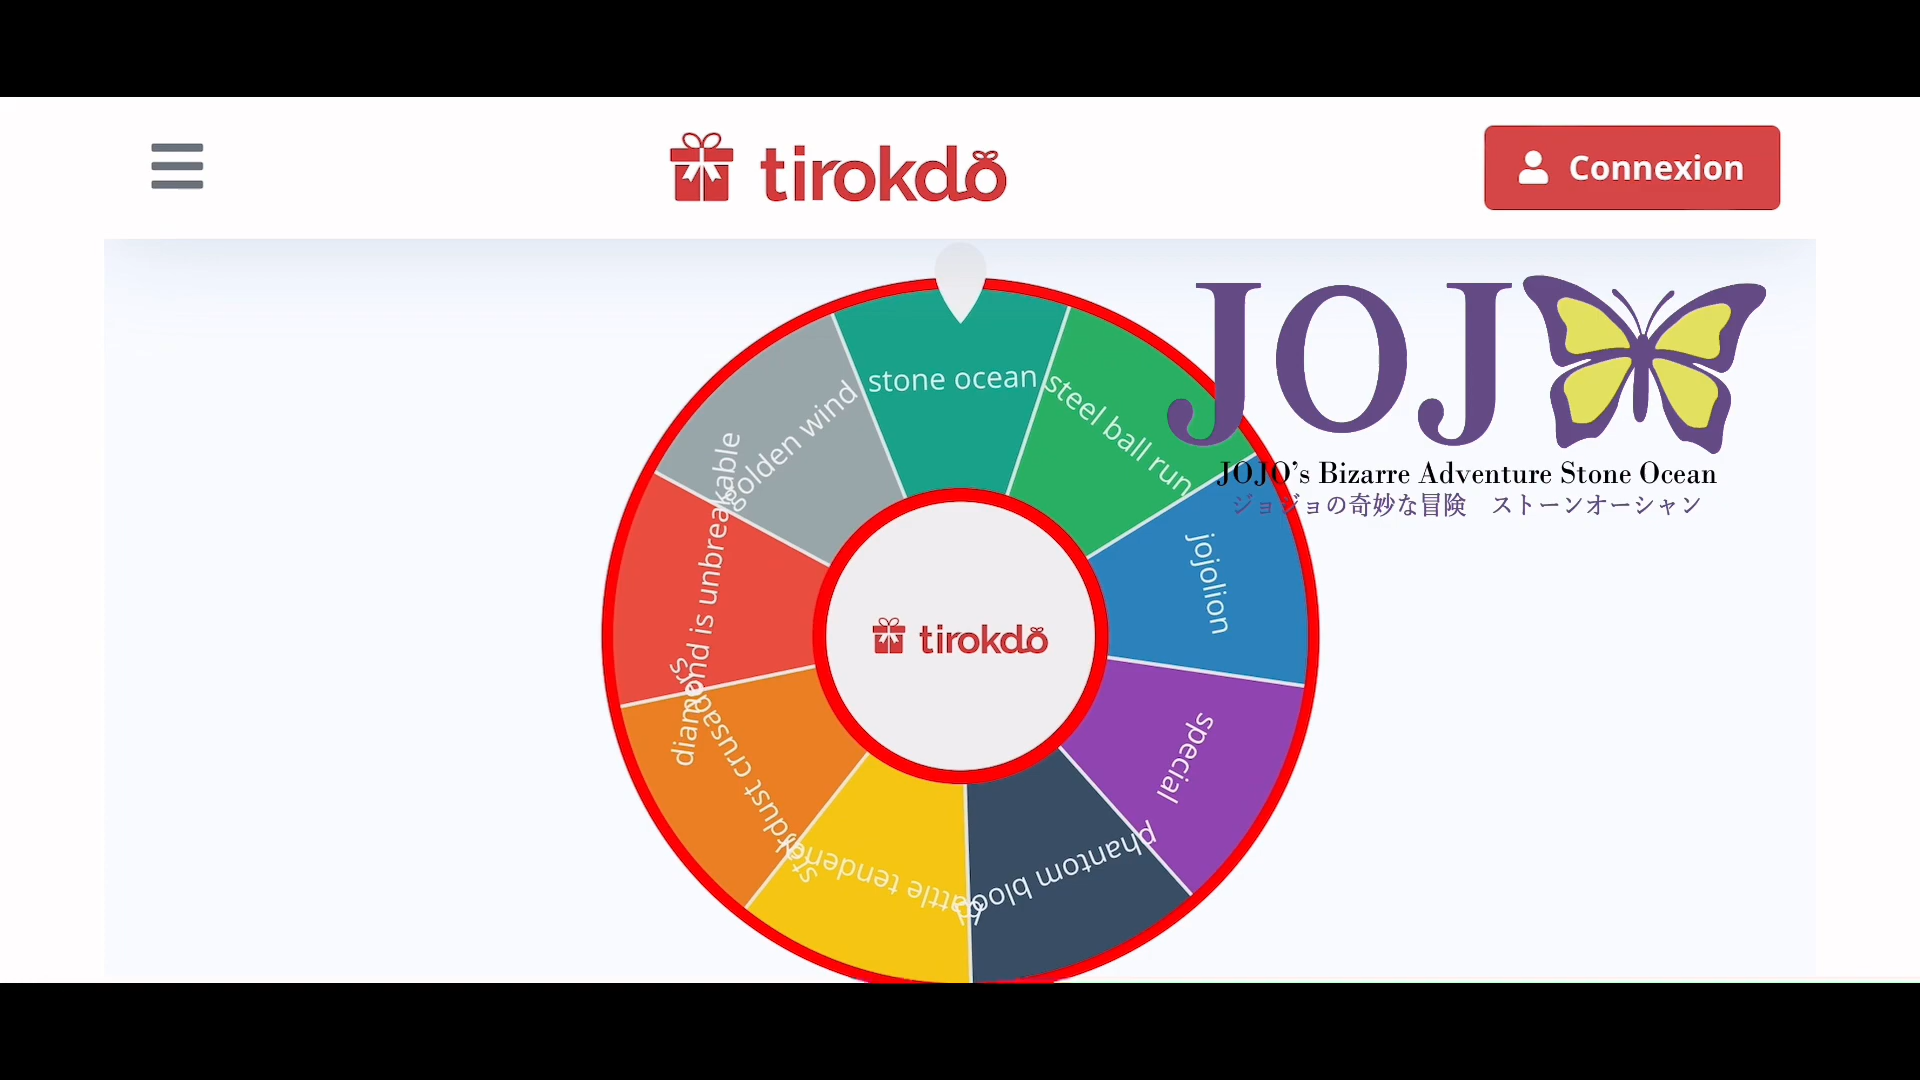 tirokdo
Connexion
JOJ
JOJO's Bizarre Adventure Stone Ocean
ジョジョの奇妙な冒険　ストーンオーシャン
stone ocean
steel ball run
jojolion
special
phantom blood
battle tendency
stardust crusaders
diamond is unbreakable
golden wind
tirokdo